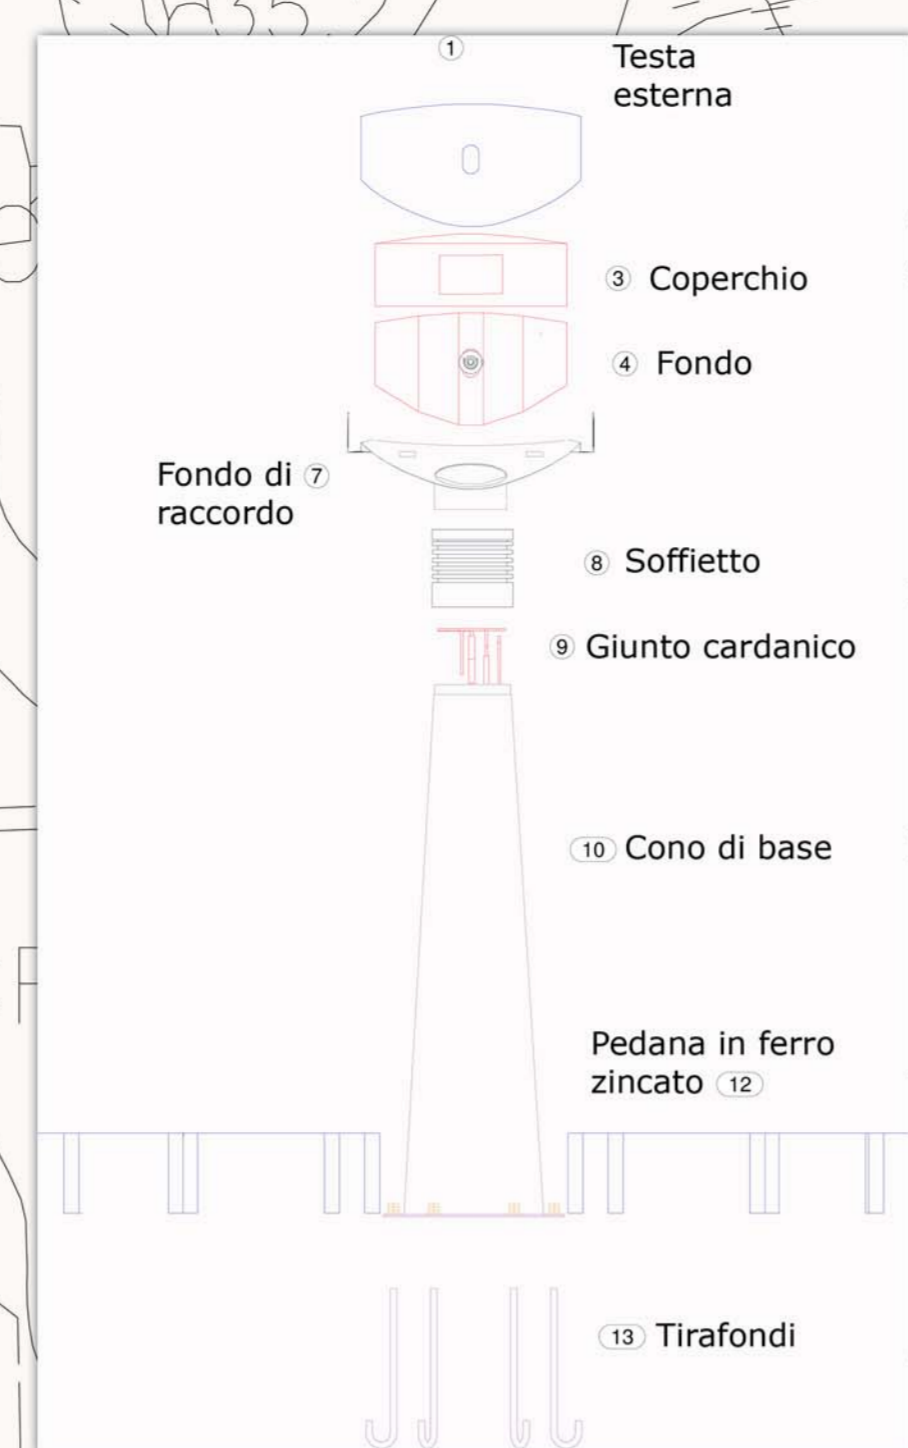 1
Testa
esterna
3 Coperchio
4 Fondo
Fondo di 7
raccordo
8 Soffietto
9 Giunto cardanico
10 Cono di base
Pedana in ferro
zincato 12
13 Tirafondi